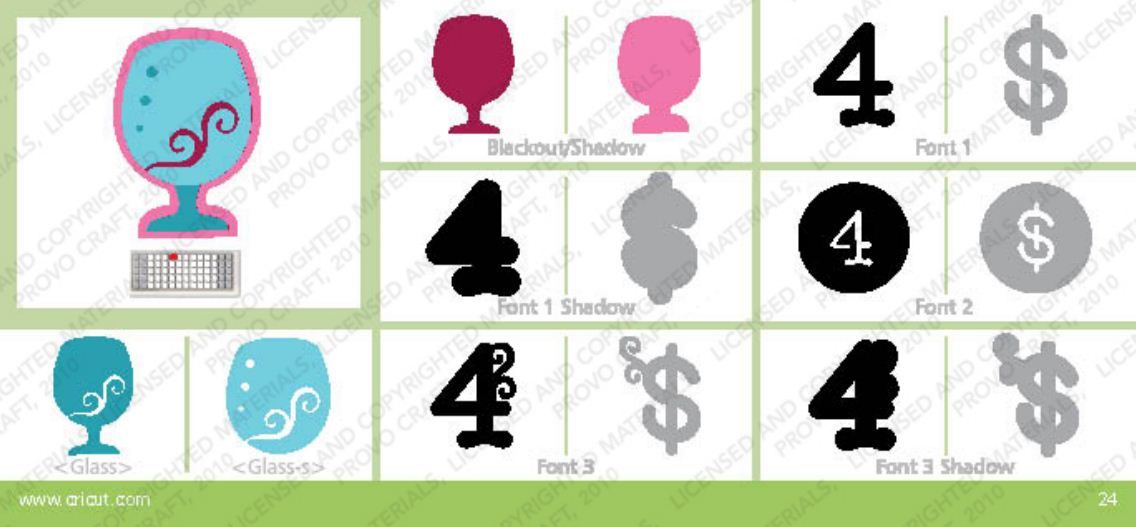 Blackout/Shadow
4 $
Font 1
4 $
Font 1 Shadow
4 $
Font 2
<Glass>
<Glass-s>
4 $
Font 3
4 $
Font 3 Shadow
www.cricut.com
24
LICENSED AND COPYRIGHTED MATERIALS,
PROVO CRAFT, 2010